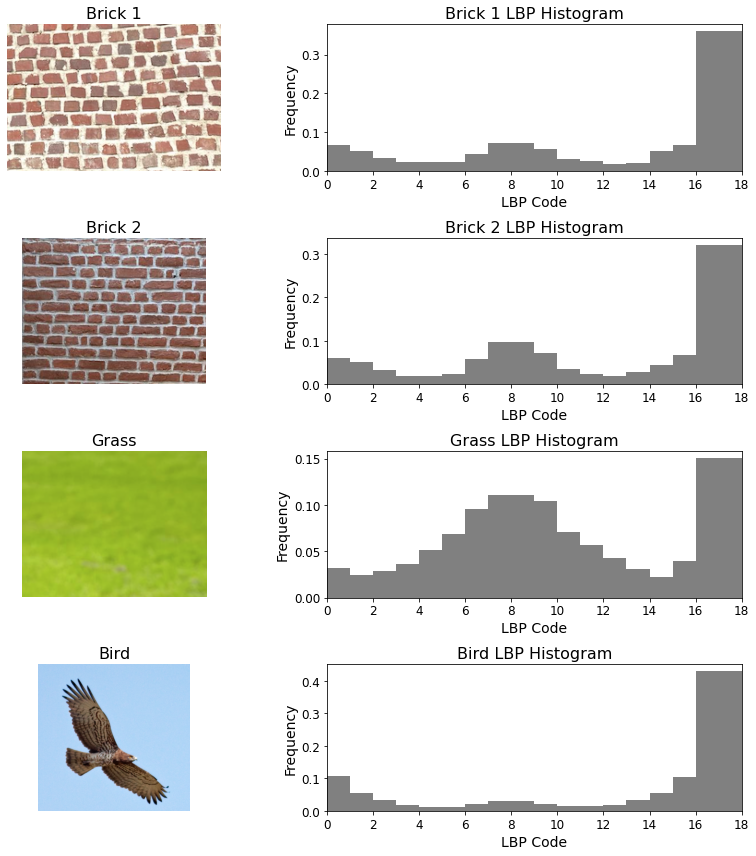 Brick 1
Brick 1 LBP Histogram
Frequency
0.3
0.2
0.1
0.0
0 2 4 6 8 10 12 14 16 18
LBP Code
Brick 2
Brick 2 LBP Histogram
Frequency
0.3
0.2
0.1
0.0
0 2 4 6 8 10 12 14 16 18
LBP Code
Grass
Grass LBP Histogram
Frequency
0.15
0.10
0.05
0.00
0 2 4 6 8 10 12 14 16 18
LBP Code
Bird
Bird LBP Histogram
Frequency
0.4
0.3
0.2
0.1
0.0
0 2 4 6 8 10 12 14 16 18
LBP Code